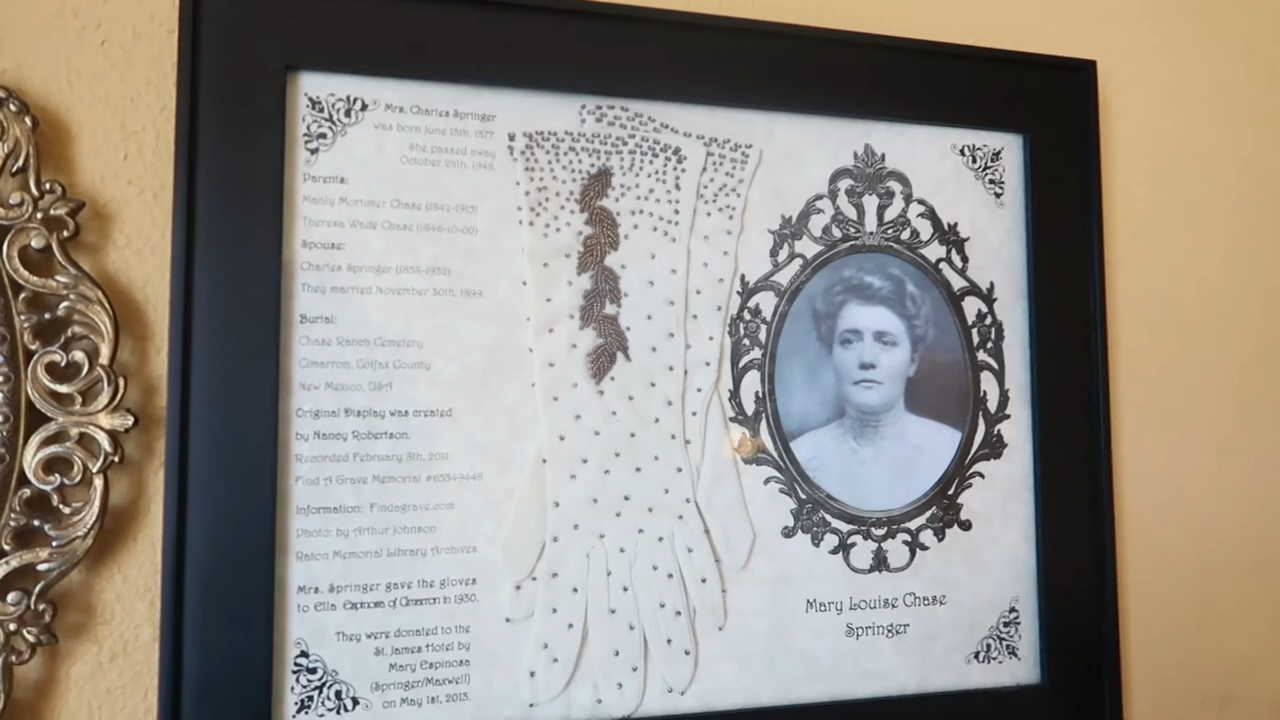 Mrs. Charles Springer
was born June 13th, 1877
She passed away
October 28th, 1948.
Parents:
Manly Mortimer Chase (1842-1915)
Theresa Wade Chase (1846-10-00)
Spouse:
Charles Springer (1858-1932)
They married November 30th, 1899
Burial:
Chase Ranch Cemetery
Cimarron, Colfax County
New Mexico, USA
Original Display was created
by Nancy Robertson.
Recorded February 8th, 2011
Find A Grave Memorial #65349448
Information: Findagrave.com
Photo: by Arthur Johnson
Raton Memorial Library Archives.
Mrs. Springer gave the gloves
to Ella Espinosa of Cimarron in 1930.
They were donated to the
St. James Hotel by
Mary Espinosa
(Springer/Maxwell)
on May 1st, 2013.
Mary Louise Chase
Springer